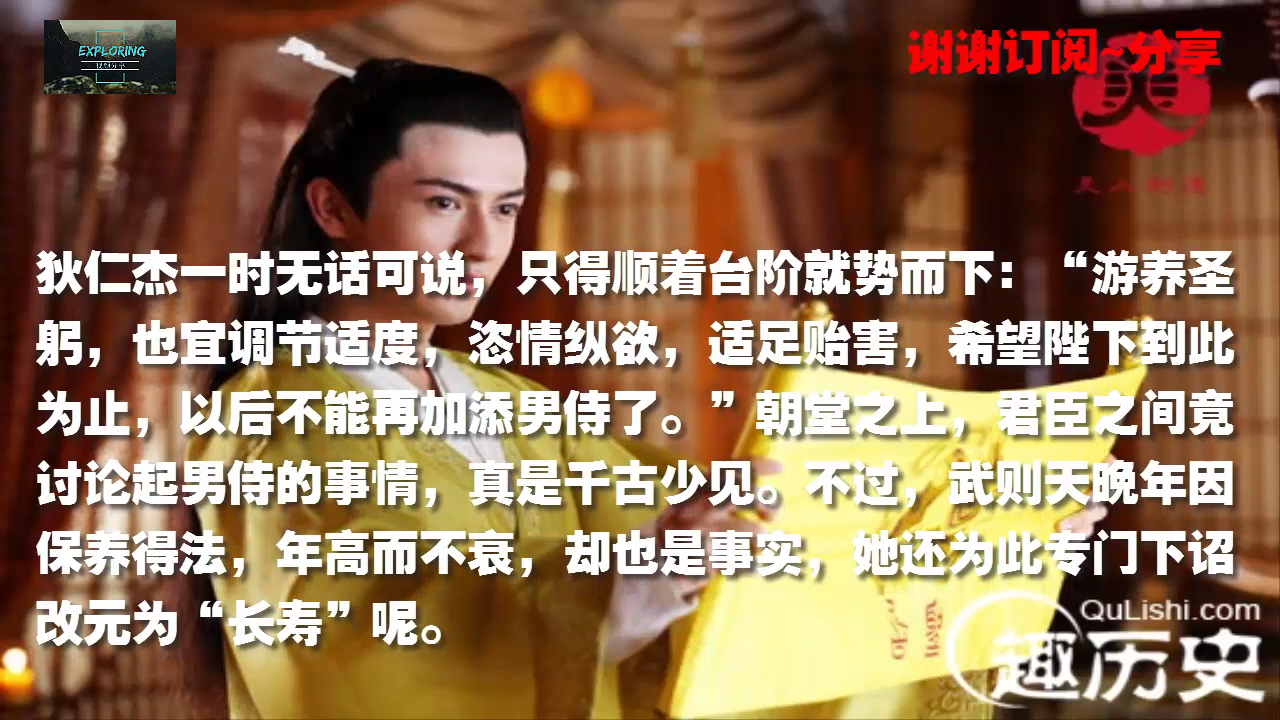 EXPLORING
谢谢订阅~分享
美
美人制造
狄仁杰一时无话可说，只得顺着台阶就势而下：“游养圣
躬，也宜调节适度，恣情纵欲，适足贻害，希望陛下到此
为止，以后不能再加添男侍了。”朝堂之上，君臣之间竟
讨论起男侍的事情，真是千古少见。不过，武则天晚年因
保养得法，年高而不衰，却也是事实，她还为此专门下诏
改元为“长寿”呢。
QuLishi.com
趣历史